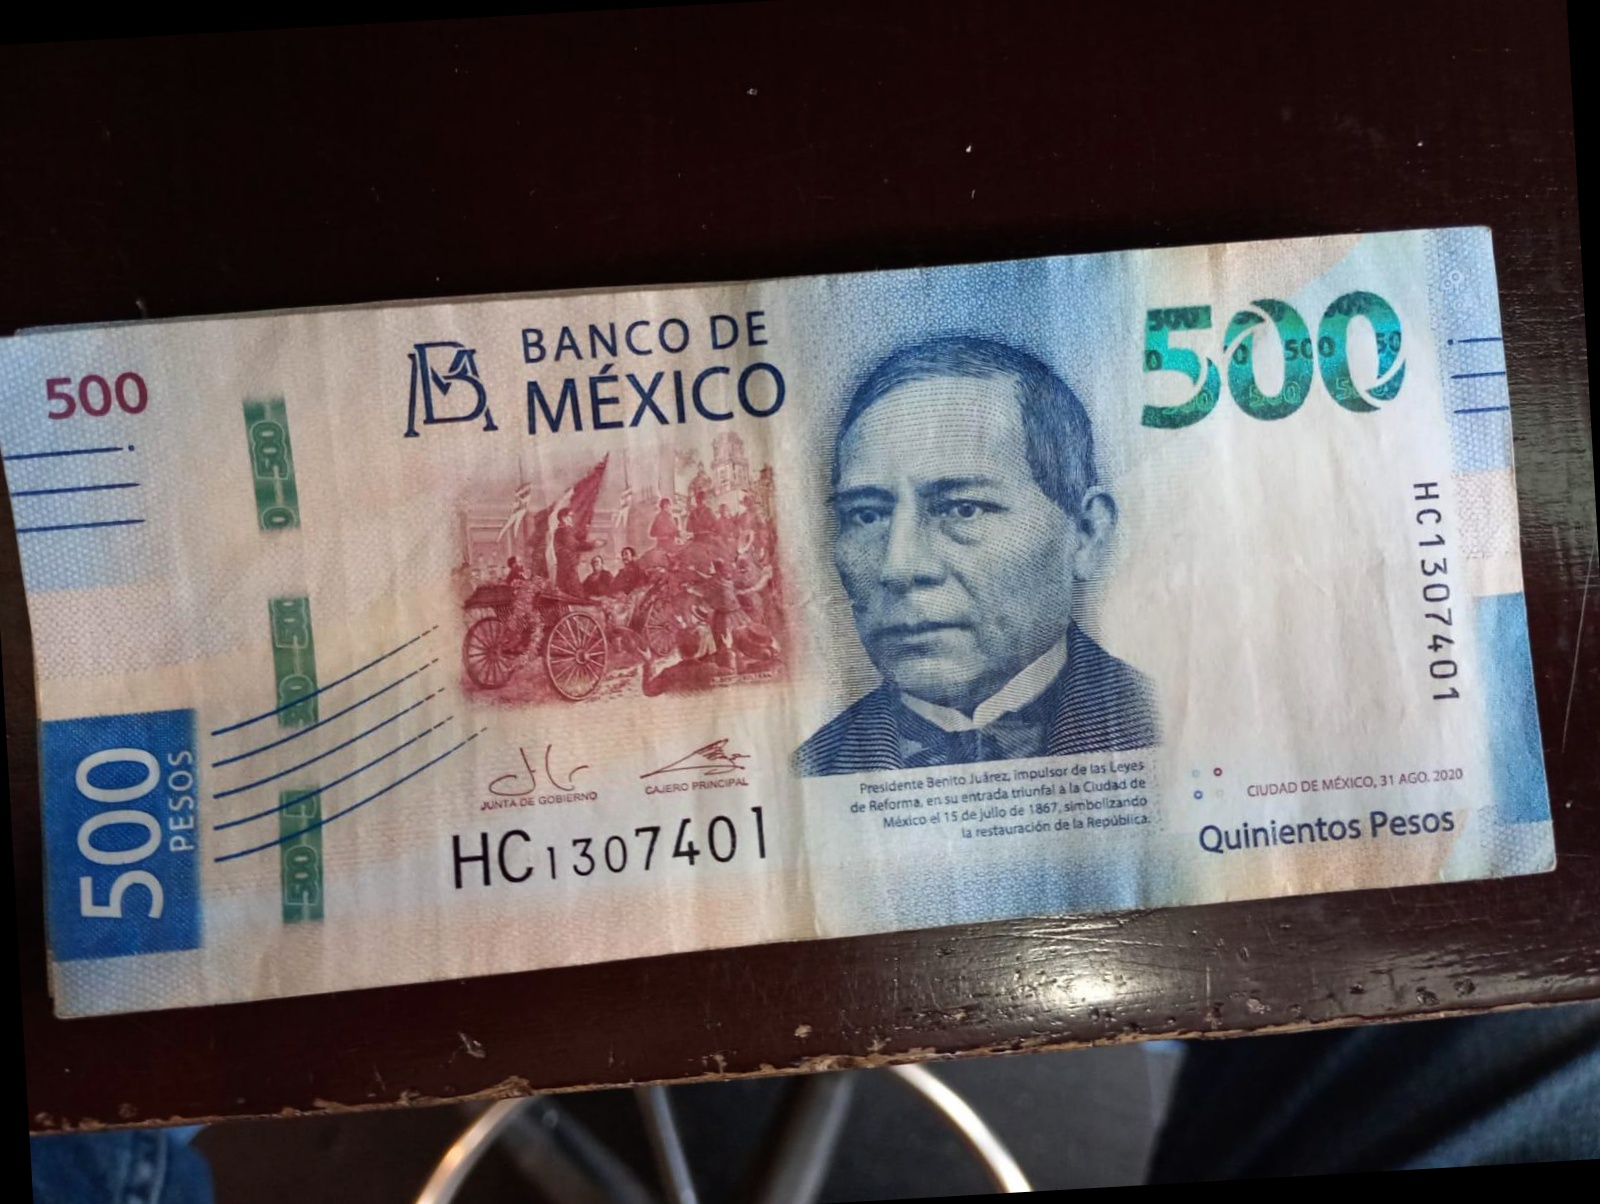 BANCO DE
MÉXICO
500
500
500 PESOS
JUNTA DE GOBIERNO
CAJERO PRINCIPAL
HC1307401
Presidente Benito Juárez, impulsor de las Leyes
de Reforma, en su entrada triunfal a la Ciudad de
México el 15 de julio de 1867, simbolizando
la restauración de la República.
CIUDAD DE MÉXICO, 31 AGO. 2020
Quinientos Pesos
HC1307401